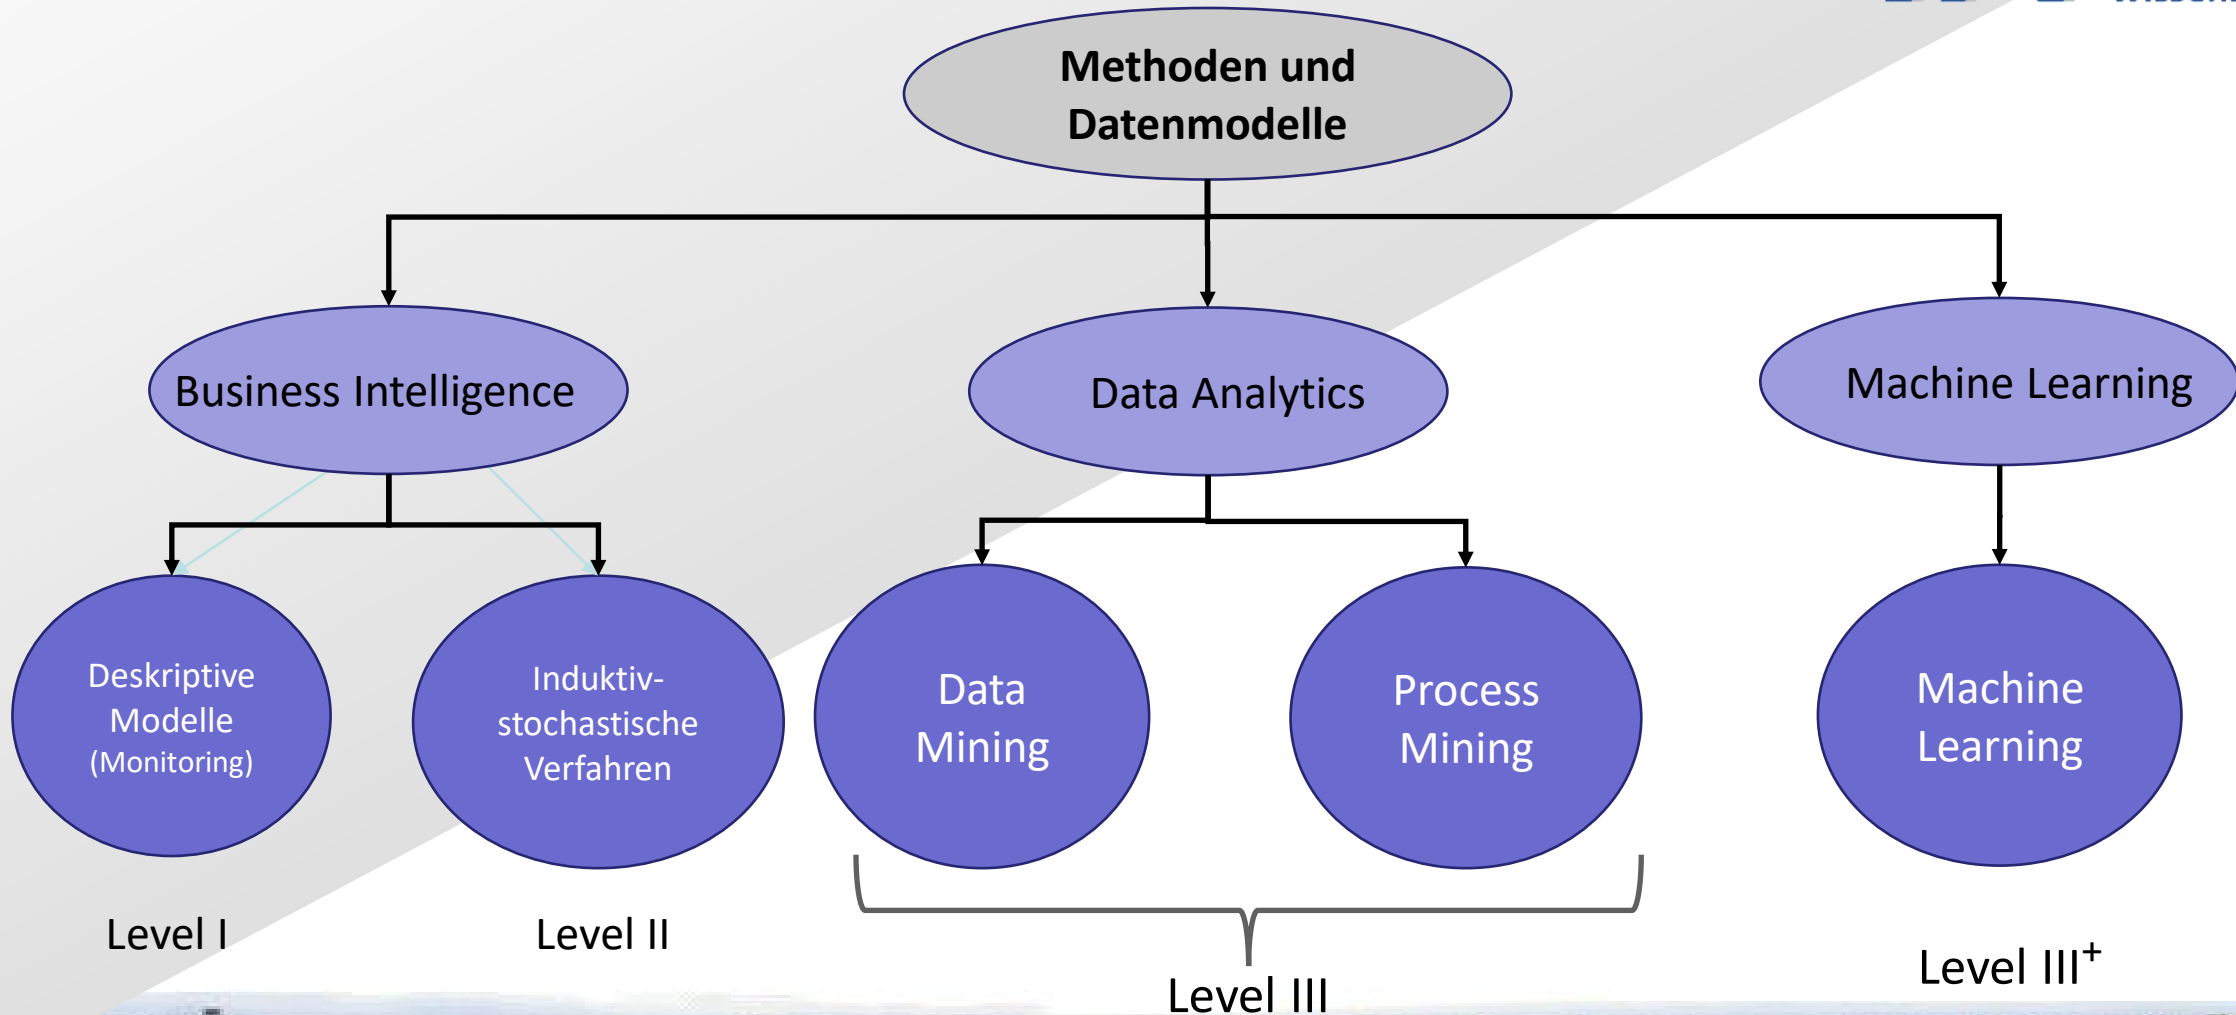 Methoden und
Datenmodelle
Business Intelligence
Data Analytics
Machine Learning
Deskriptive
Modelle
(Monitoring)
Induktiv-
stochastische
Verfahren
Data
Mining
Process
Mining
Machine
Learning
Level I
Level II
Level III
Level III⁺